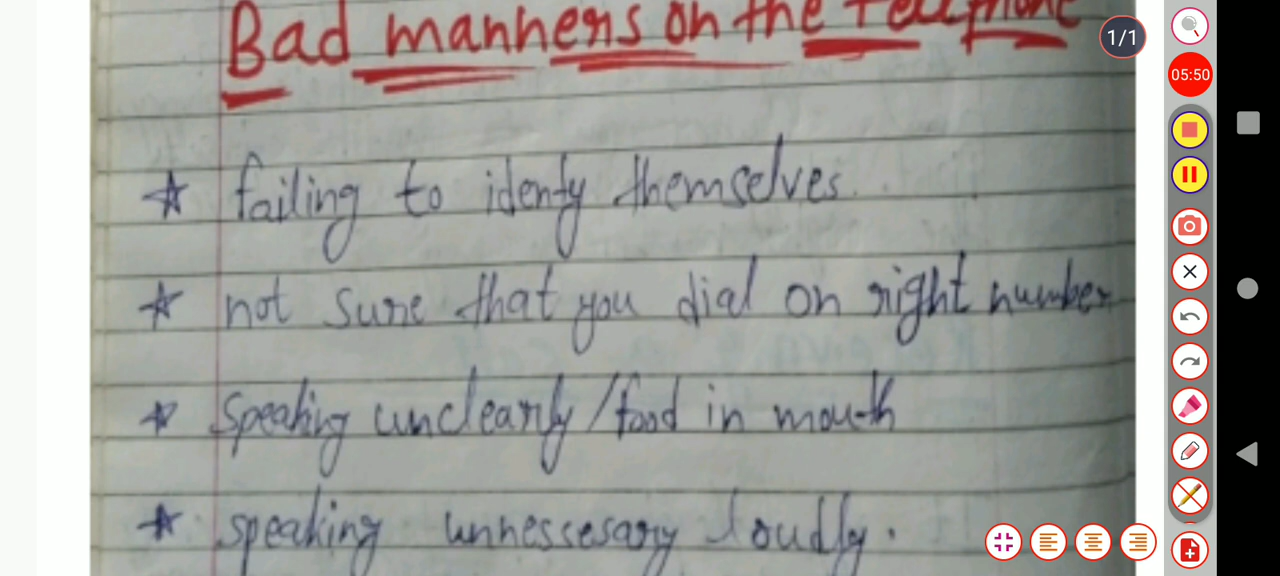 Bad manners on the Telephone
1/1
05:50
☆ failing to identy themselves.
☆ not sure that you dial on right number
☆ Speaking unclearly/food in mouth
☆ speaking unnessesary loudly.